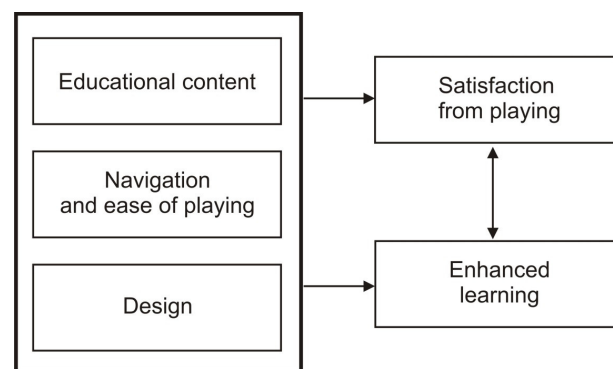 Educational content
Navigation
and ease of playing
Design
Satisfaction
from playing
Enhanced
learning